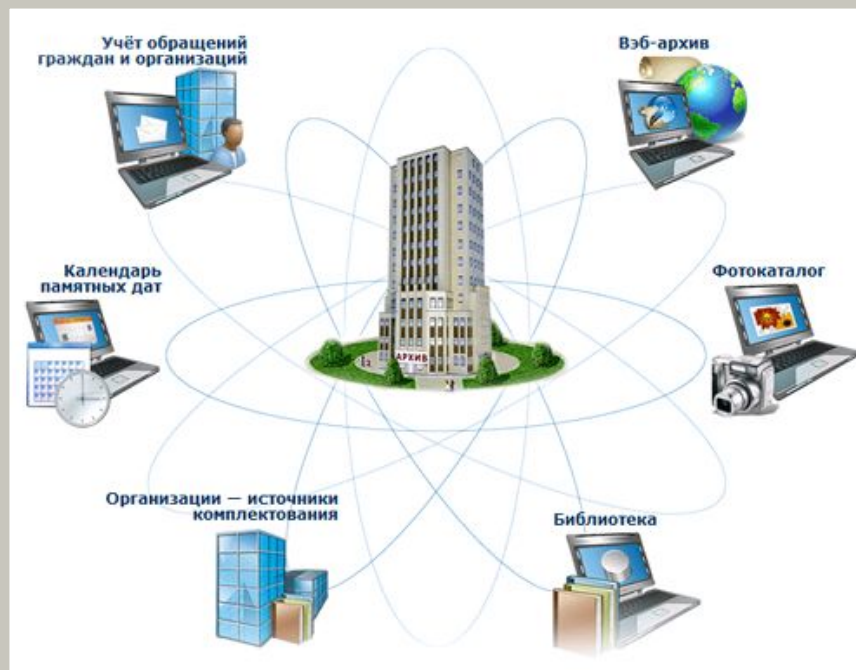 Учёт обращений
граждан и организаций
Вэб-архив
Календарь
памятных дат
Фотокаталог
АРХИВ
Организации — источники
комплектования
Библиотека